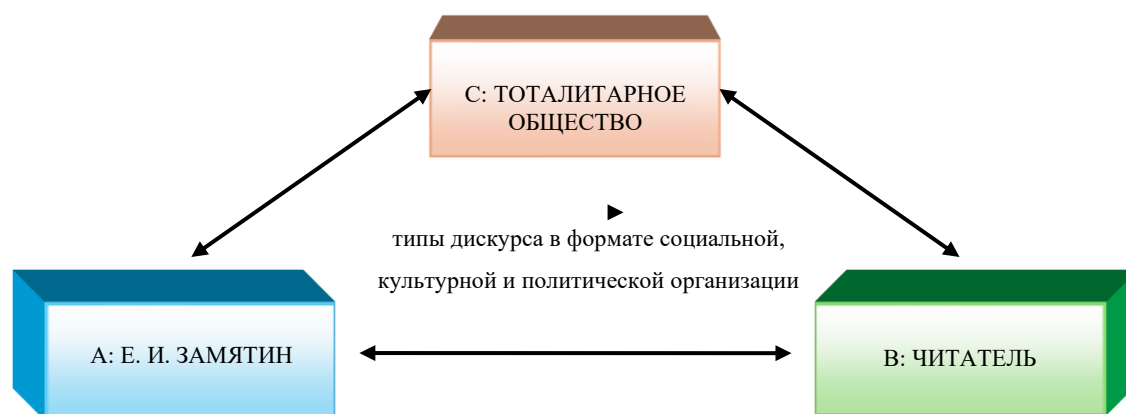 С: ТОТАЛИТАРНОЕ
ОБЩЕСТВО
типы дискурса в формате социальной,
культурной и политической организации
А: Е. И. ЗАМЯТИН
В: ЧИТАТЕЛЬ